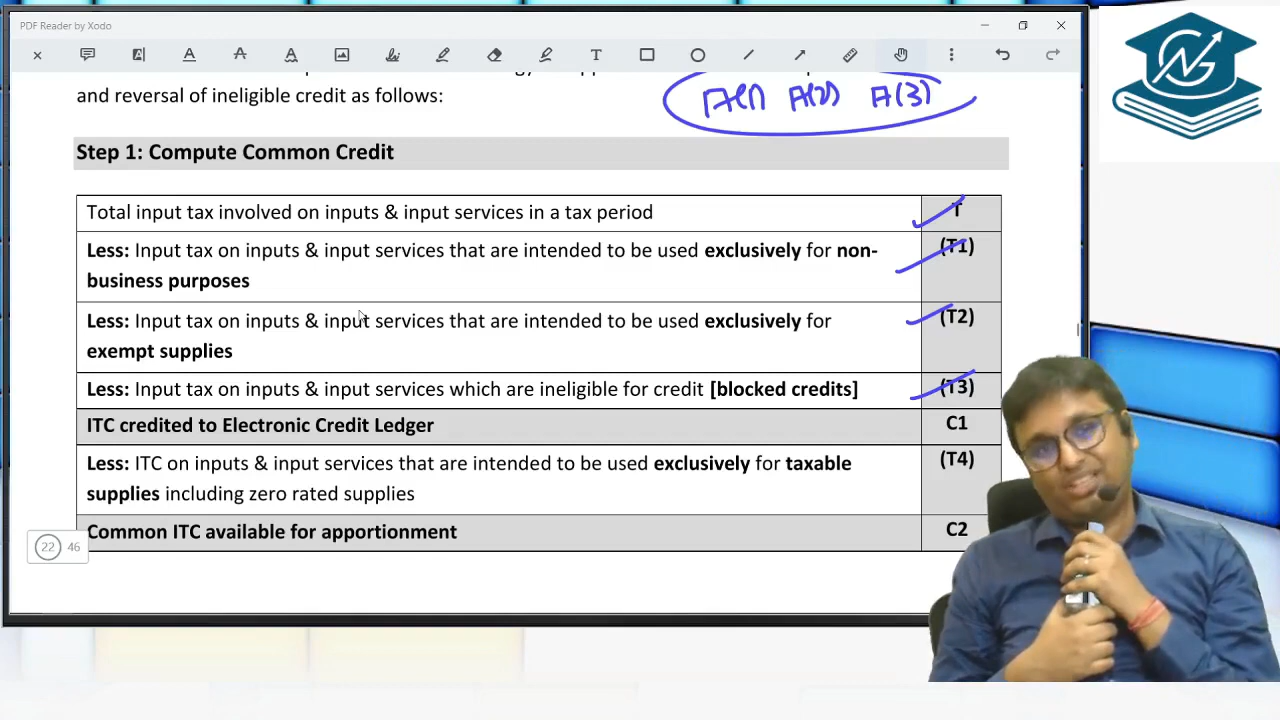 PDF Reader by Xodo
and reversal of ineligible credit as follows:
A(1) A(2) A(3)
Step 1: Compute Common Credit
Total input tax involved on inputs & input services in a tax period T
Less: Input tax on inputs & input services that are intended to be used exclusively for non- (T1)
business purposes
Less: Input tax on inputs & input services that are intended to be used exclusively for (T2)
exempt supplies
Less: Input tax on inputs & input services which are ineligible for credit [blocked credits] (T3)
ITC credited to Electronic Credit Ledger C1
Less: ITC on inputs & input services that are intended to be used exclusively for taxable (T4)
supplies including zero rated supplies
Common ITC available for apportionment C2
22 46